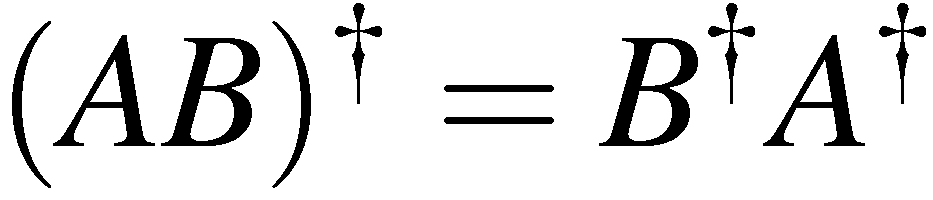 (AB)† = B†A†